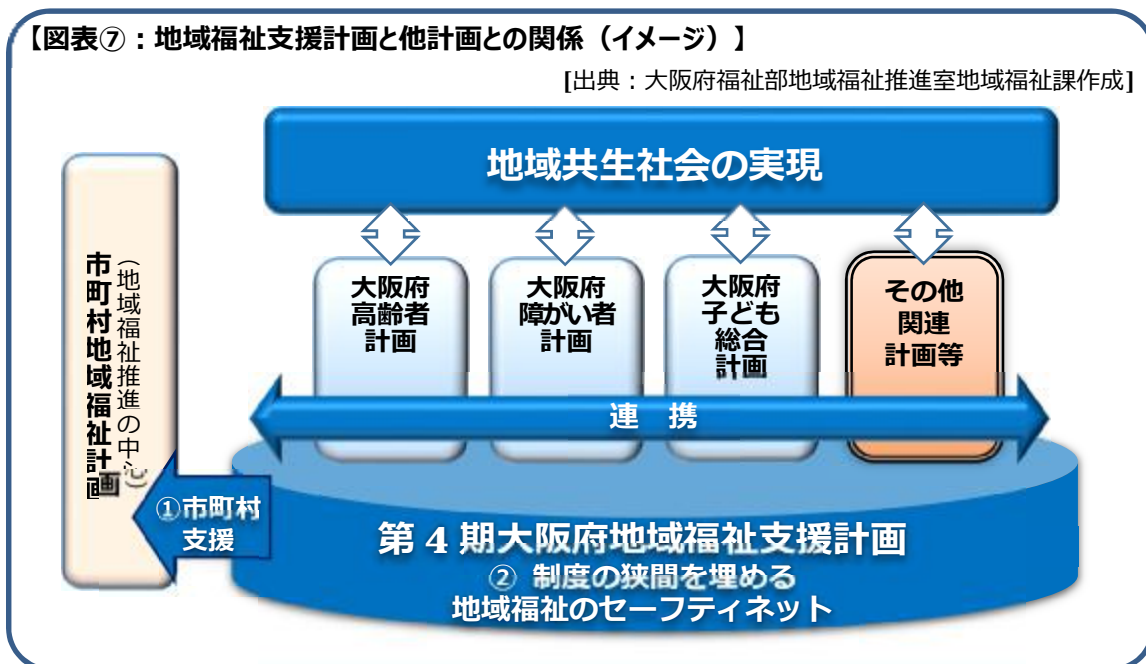 【図表⑦：地域福祉支援計画と他計画との関係（イメージ）】
[出典：大阪府福祉部地域福祉推進室地域福祉課作成]
地域共生社会の実現
市町村地域福祉計画
（地域福祉推進の中心）
大阪府
高齢者
計画
大阪府
障がい者
計画
大阪府
子ども
総合
計画
その他
関連
計画等
連　携
①市町村
支援
第４期大阪府地域福祉支援計画
② 制度の狭間を埋める
地域福祉のセーフティネット